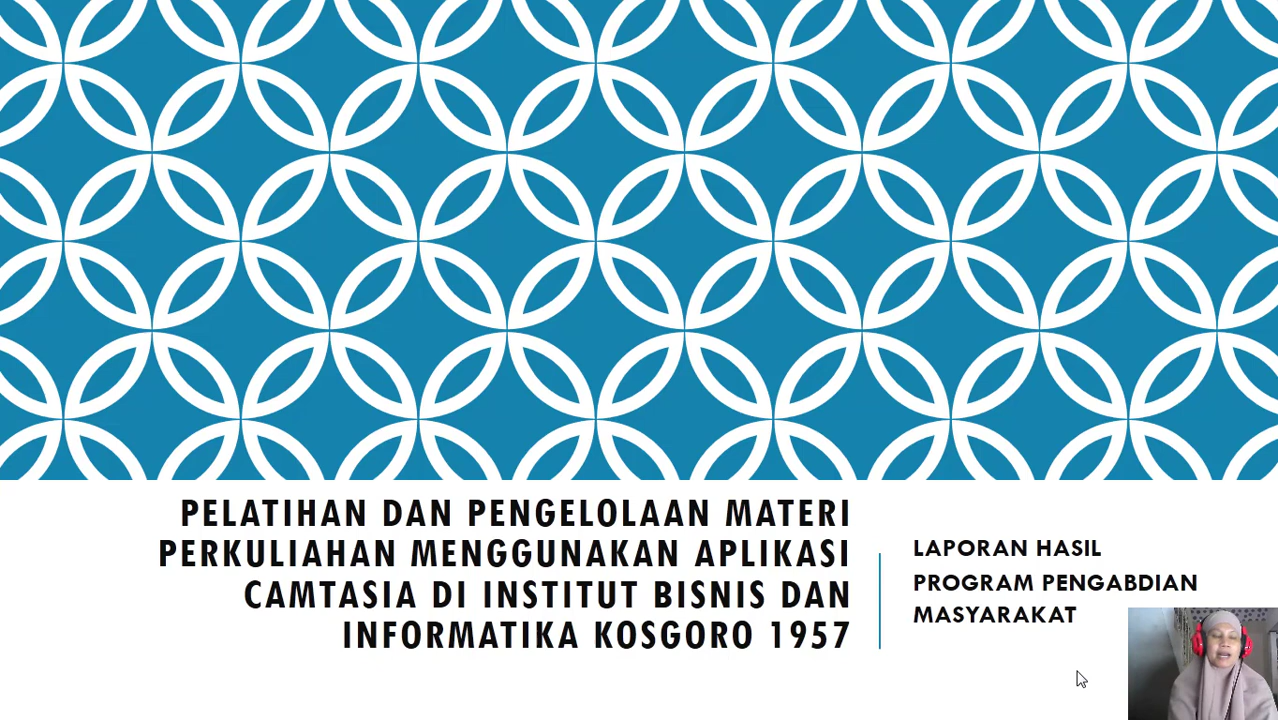 PELATIHAN DAN PENGELOLAAN MATERI
PERKULIAHAN MENGGUNAKAN APLIKASI
CAMTASIA DI INSTITUT BISNIS DAN
INFORMATIKA KOSGORO 1957
LAPORAN HASIL
PROGRAM PENGABDIAN
MASYARAKAT